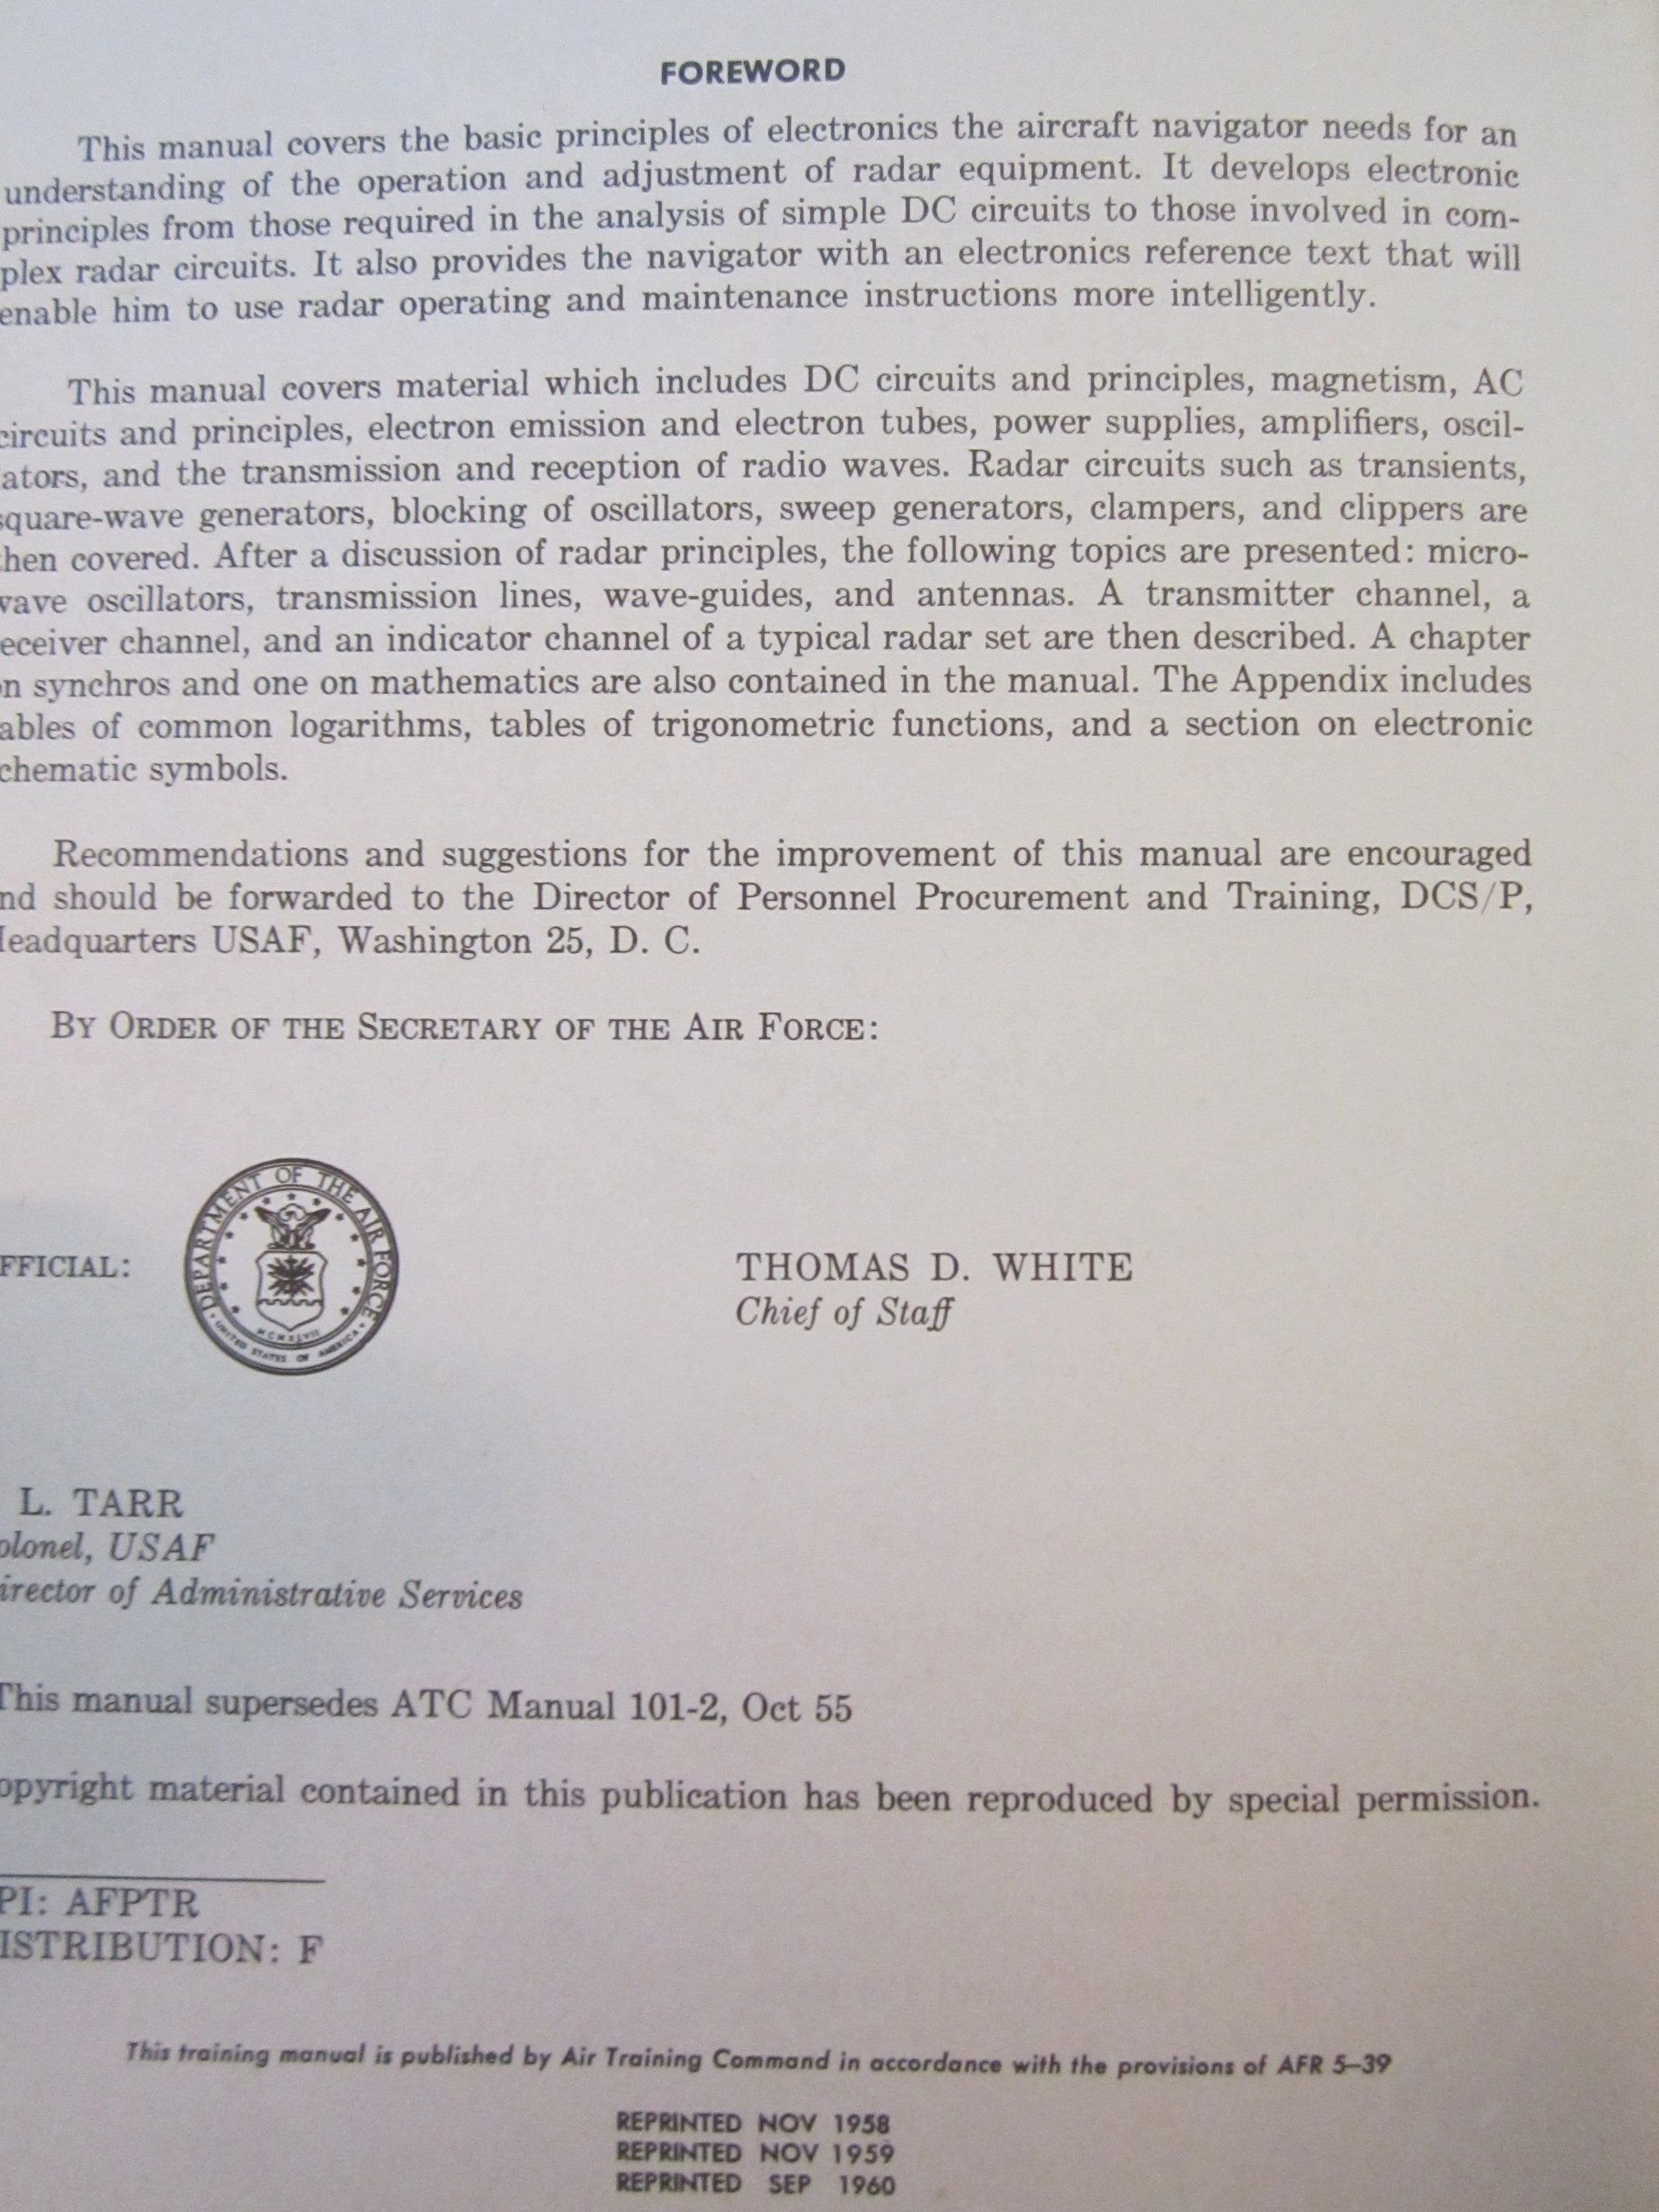 FOREWORD
This manual covers the basic principles of electronics the aircraft navigator needs for an
understanding of the operation and adjustment of radar equipment. It develops electronic
principles from those required in the analysis of simple DC circuits to those involved in com-
plex radar circuits. It also provides the navigator with an electronics reference text that will
enable him to use radar operating and maintenance instructions more intelligently.
This manual covers material which includes DC circuits and principles, magnetism, AC
circuits and principles, electron emission and electron tubes, power supplies, amplifiers, oscil-
ators, and the transmission and reception of radio waves. Radar circuits such as transients,
square-wave generators, blocking of oscillators, sweep generators, clampers, and clippers are
then covered. After a discussion of radar principles, the following topics are presented: micro-
wave oscillators, transmission lines, wave-guides, and antennas. A transmitter channel, a
eceiver channel, and an indicator channel of a typical radar set are then described. A chapter
on synchros and one on mathematics are also contained in the manual. The Appendix includes
ables of common logarithms, tables of trigonometric functions, and a section on electronic
chematic symbols.
Recommendations and suggestions for the improvement of this manual are encouraged
nd should be forwarded to the Director of Personnel Procurement and Training, DCS/P,
Headquarters USAF, Washington 25, D. C.
BY ORDER OF THE SECRETARY OF THE AIR FORCE:
FFICIAL:
DEPARTMENT OF THE AIR FORCE
MCMXLVII
UNITED STATES OF AMERICA
THOMAS D. WHITE
Chief of Staff
L. TARR
olonel, USAF
irector of Administrative Services
This manual supersedes ATC Manual 101-2, Oct 55
opyright material contained in this publication has been reproduced by special permission.
PI: AFPTR
ISTRIBUTION: F
This training manual is published by Air Training Command in accordance with the provisions of AFR 5–39
REPRINTED NOV 1958
REPRINTED NOV 1959
REPRINTED SEP 1960